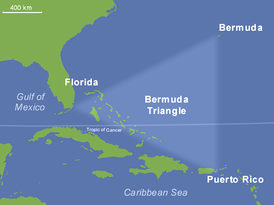 400 km
Bermuda
Florida
Gulf of
Mexico
Bermuda
Triangle
Tropic of Cancer
Puerto Rico
Caribbean Sea